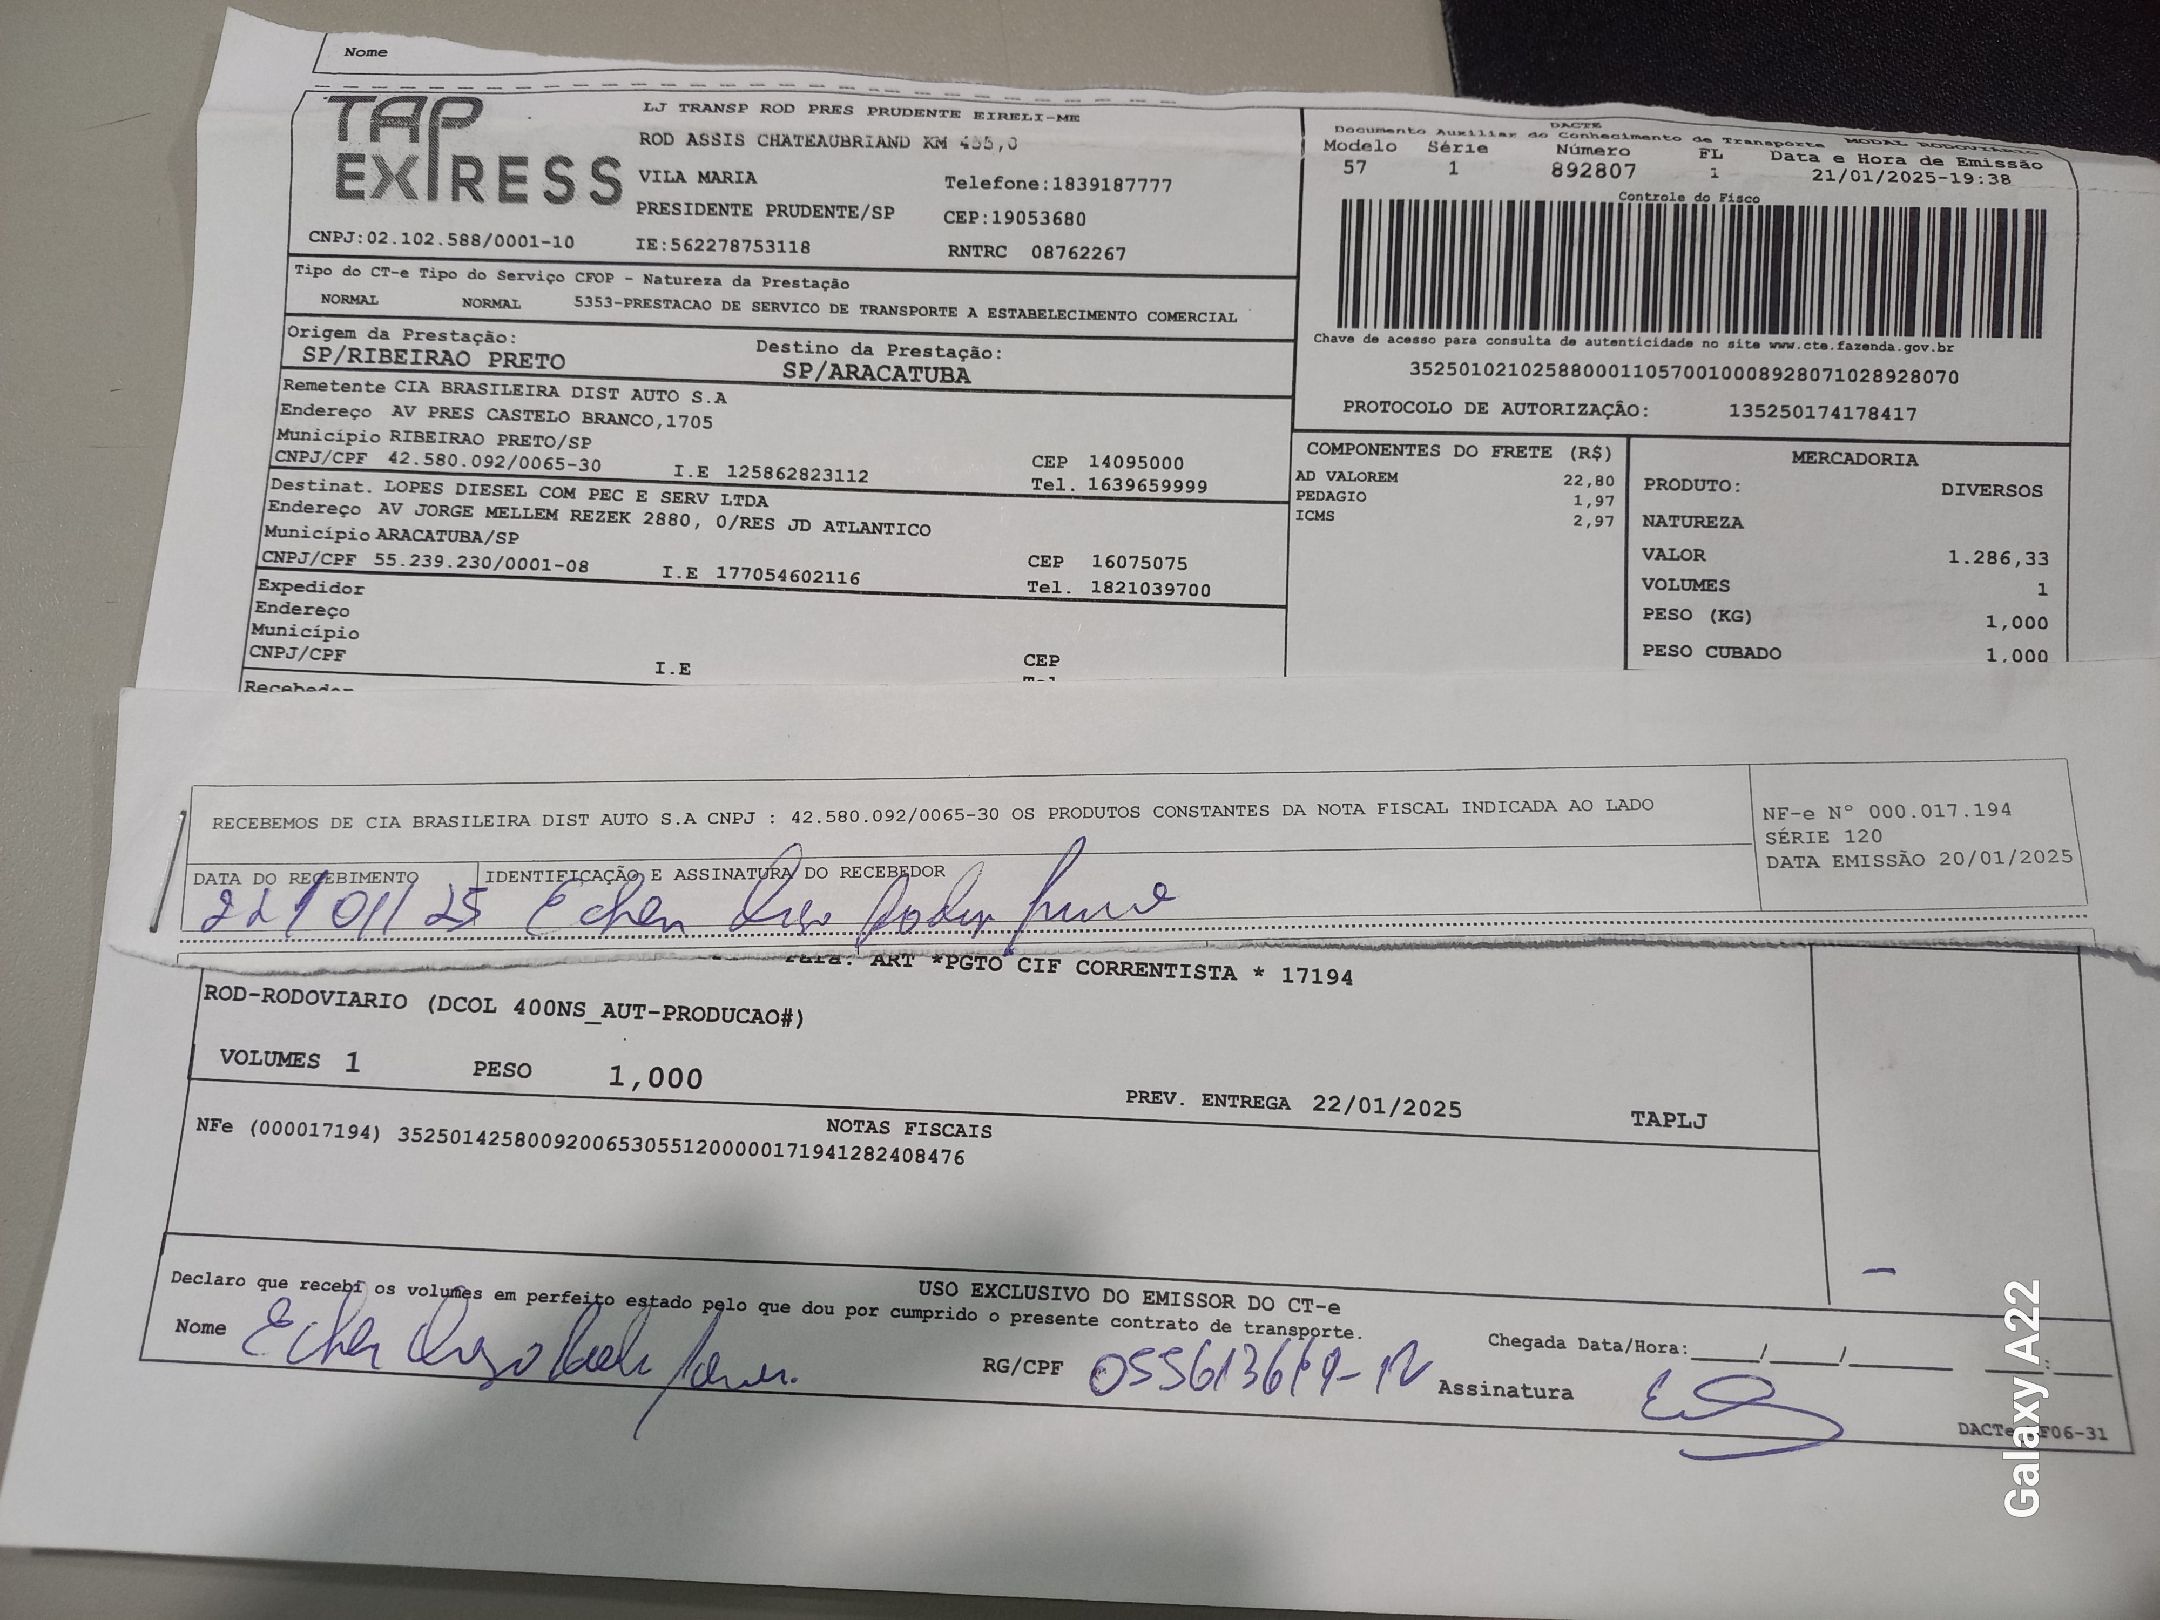 Nome
TAP EXPRESS
LJ TRANSP ROD PRES PRUDENTE EIRELI-ME
ROD ASSIS CHATEAUBRIAND KM 455,0
VILA MARIA Telefone:1839187777
PRESIDENTE PRUDENTE/SP CEP:19053680
CNPJ:02.102.588/0001-10 IE:562278753118 RNTRC 08762267
DACTE
Documento Auxiliar do Conhecimento de Transporte MODAL RODOVIÁRIO
Modelo Série Número FL Data e Hora de Emissão
57 1 892807 1 21/01/2025-19:38
Controle do Fisco
Chave de acesso para consulta de autenticidade no site www.cte.fazenda.gov.br
35250102102588000110570010008928071028928070
PROTOCOLO DE AUTORIZAÇÃO: 135250174178417
Tipo do CT-e Tipo do Serviço CFOP - Natureza da Prestação
NORMAL NORMAL 5353-PRESTACAO DE SERVICO DE TRANSPORTE A ESTABELECIMENTO COMERCIAL
Origem da Prestação: Destino da Prestação:
SP/RIBEIRAO PRETO SP/ARACATUBA
Remetente CIA BRASILEIRA DIST AUTO S.A
Endereço AV PRES CASTELO BRANCO,1705
Município RIBEIRAO PRETO/SP CEP 14095000
CNPJ/CPF 42.580.092/0065-30 I.E 125862823112 Tel. 1639659999
Destinat. LOPES DIESEL COM PEC E SERV LTDA
Endereço AV JORGE MELLEM REZEK 2880, 0/RES JD ATLANTICO
Município ARACATUBA/SP CEP 16075075
CNPJ/CPF 55.239.230/0001-08 I.E 177054602116 Tel. 1821039700
Expedidor
Endereço
Município
CNPJ/CPF I.E CEP
COMPONENTES DO FRETE (R$)
AD VALOREM 22,80
PEDAGIO 1,97
ICMS 2,97
MERCADORIA
PRODUTO: DIVERSOS
NATUREZA
VALOR 1.286,33
VOLUMES 1
PESO (KG) 1,000
PESO CUBADO 1,000
RECEBEMOS DE CIA BRASILEIRA DIST AUTO S.A CNPJ : 42.580.092/0065-30 OS PRODUTOS CONSTANTES DA NOTA FISCAL INDICADA AO LADO
NF-e N° 000.017.194
SÉRIE 120
DATA EMISSÃO 20/01/2025
DATA DO RECEBIMENTO IDENTIFICAÇÃO E ASSINATURA DO RECEBEDOR
22/01/25
ART *PGTO CIF CORRENTISTA * 17194
ROD-RODOVIARIO (DCOL 400NS_AUT-PRODUCAO#)
VOLUMES 1 PESO 1,000 PREV. ENTREGA 22/01/2025 TAPLJ
NOTAS FISCAIS
NFe (000017194) 35250142580092006530551200000171941282408476
USO EXCLUSIVO DO EMISSOR DO CT-e
Declaro que recebi os volumes em perfeito estado pelo que dou por cumprido o presente contrato de transporte.
Nome RG/CPF Chegada Data/Hora:
Assinatura
F06-31
Galaxy A22